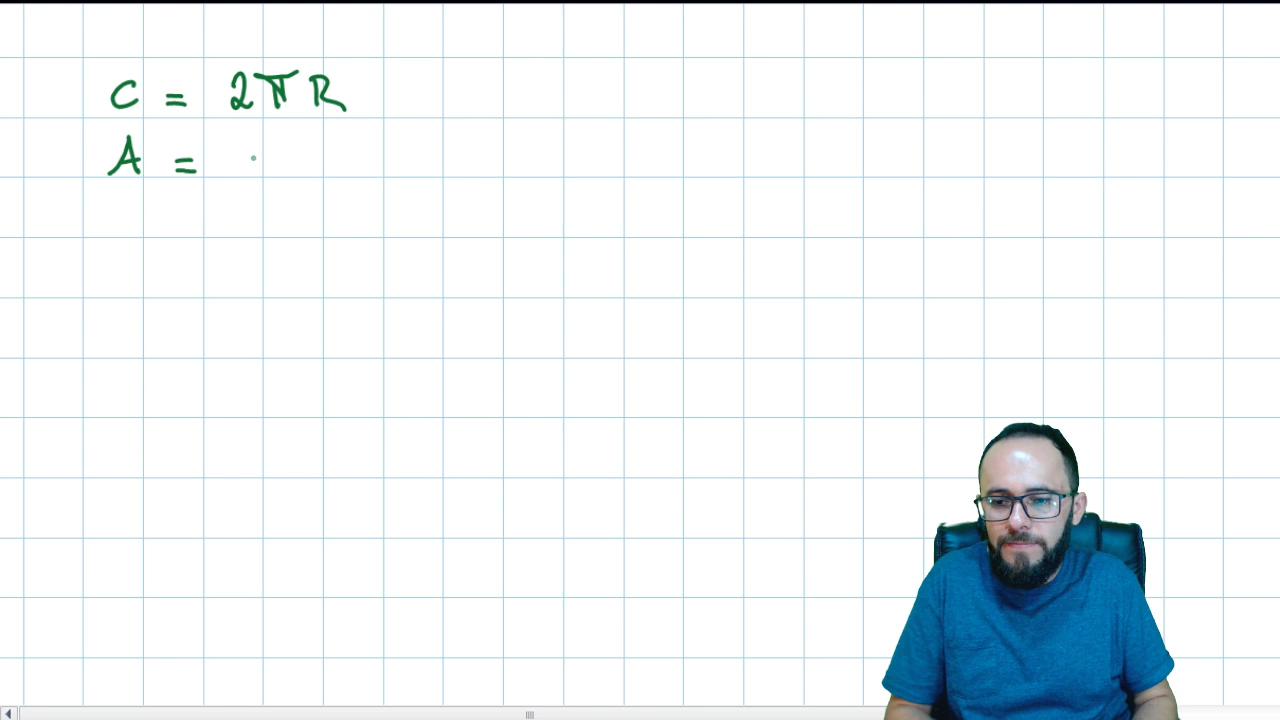 C = 2πR
A =